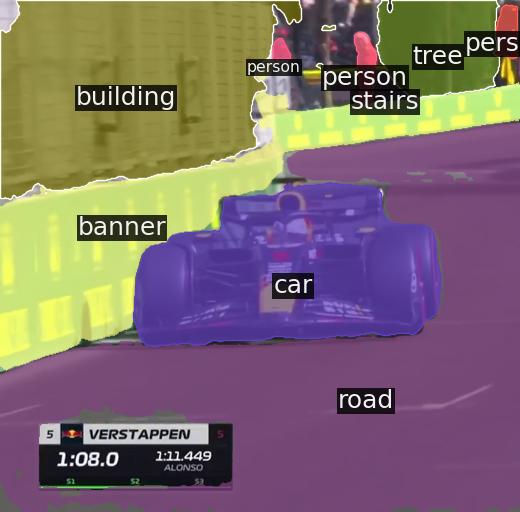 person
pers
tree
person
stairs
building
banner
car
road
5 VERSTAPPEN 5
1:08.0 1:11.449
ALONSO
S1 S2 S3